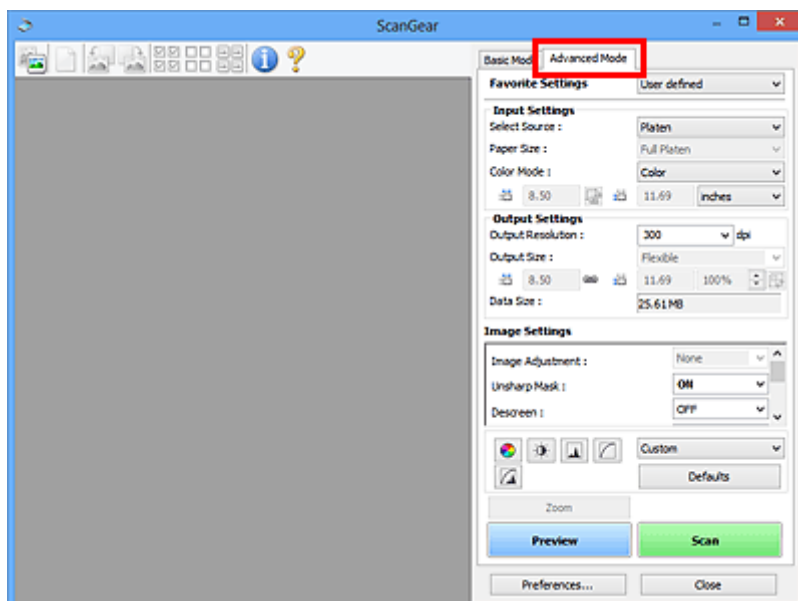 ScanGear
Basic Mod
Advanced Mode
Favorite Settings User defined
Input Settings
Select Source : Platen
Paper Size : Full Platen
Color Mode : Color
8.50 11.69 inches
Output Settings
Output Resolution : 300 dpi
Output Size : Flexible
8.50 11.69 100%
Data Size : 25.61 MB
Image Settings
Image Adjustment : None
Unsharp Mask : ON
Descreen : OFF
Custom
Defaults
Zoom
Preview Scan
Preferences... Close